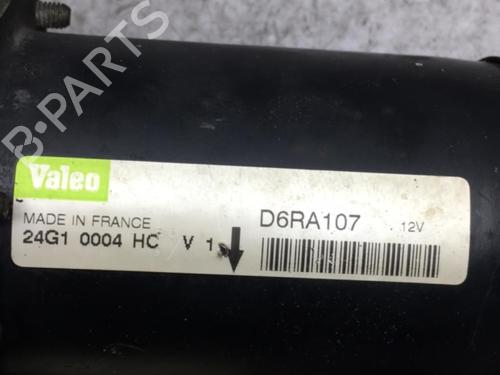 B-PARTS
Valeo
MADE IN FRANCE
24G1 0004 HC V 1
D6RA107 12V